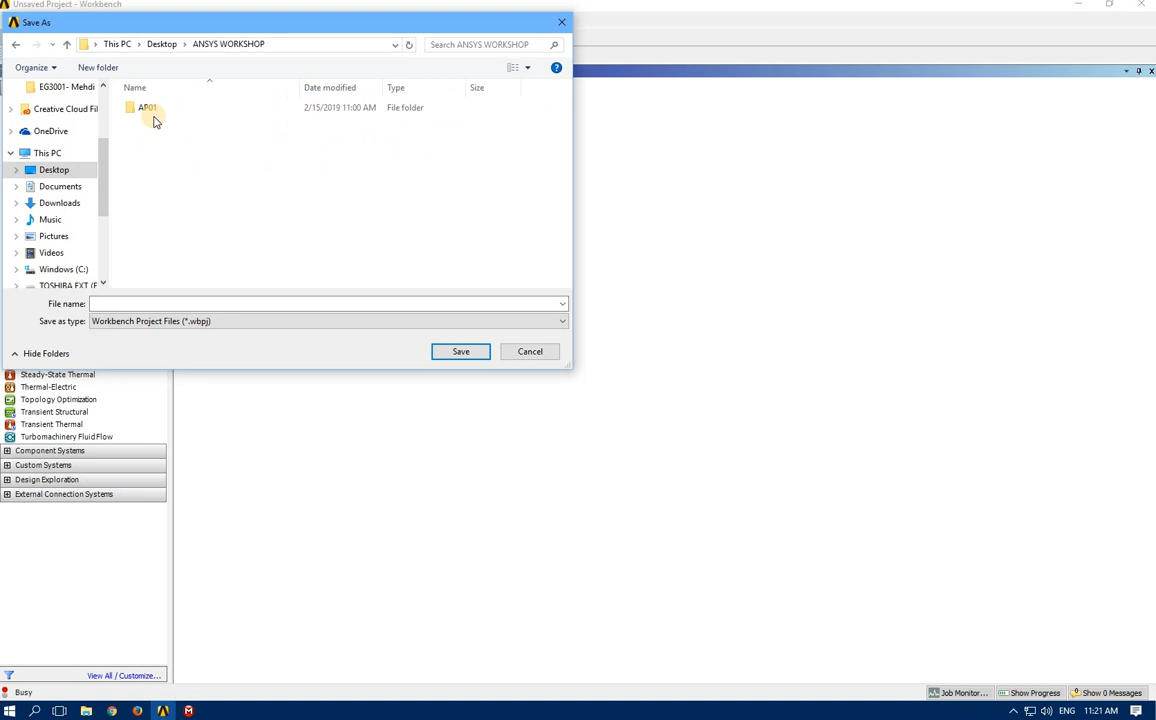 Unsaved Project - Workbench
Save As
This PC Desktop ANSYS WORKSHOP
Search ANSYS WORKSHOP
Organize New folder
Name Date modified Type Size
EG3001- Mehdi
AP01 2/15/2019 11:00 AM File folder
Creative Cloud Fil
OneDrive
This PC
Desktop
Documents
Downloads
Music
Pictures
Videos
Windows (C:)
TOSHIBA EXT (F
File name:
Save as type: Workbench Project Files (*.wbpj)
Hide Folders
Save Cancel
Steady-State Thermal
Thermal-Electric
Topology Optimization
Transient Structural
Transient Thermal
Turbomachinery Fluid Flow
Component Systems
Custom Systems
Design Exploration
External Connection Systems
View All / Customize...
Busy
Job Monitor... Show Progress Show 0 Messages
ENG 11:21 AM